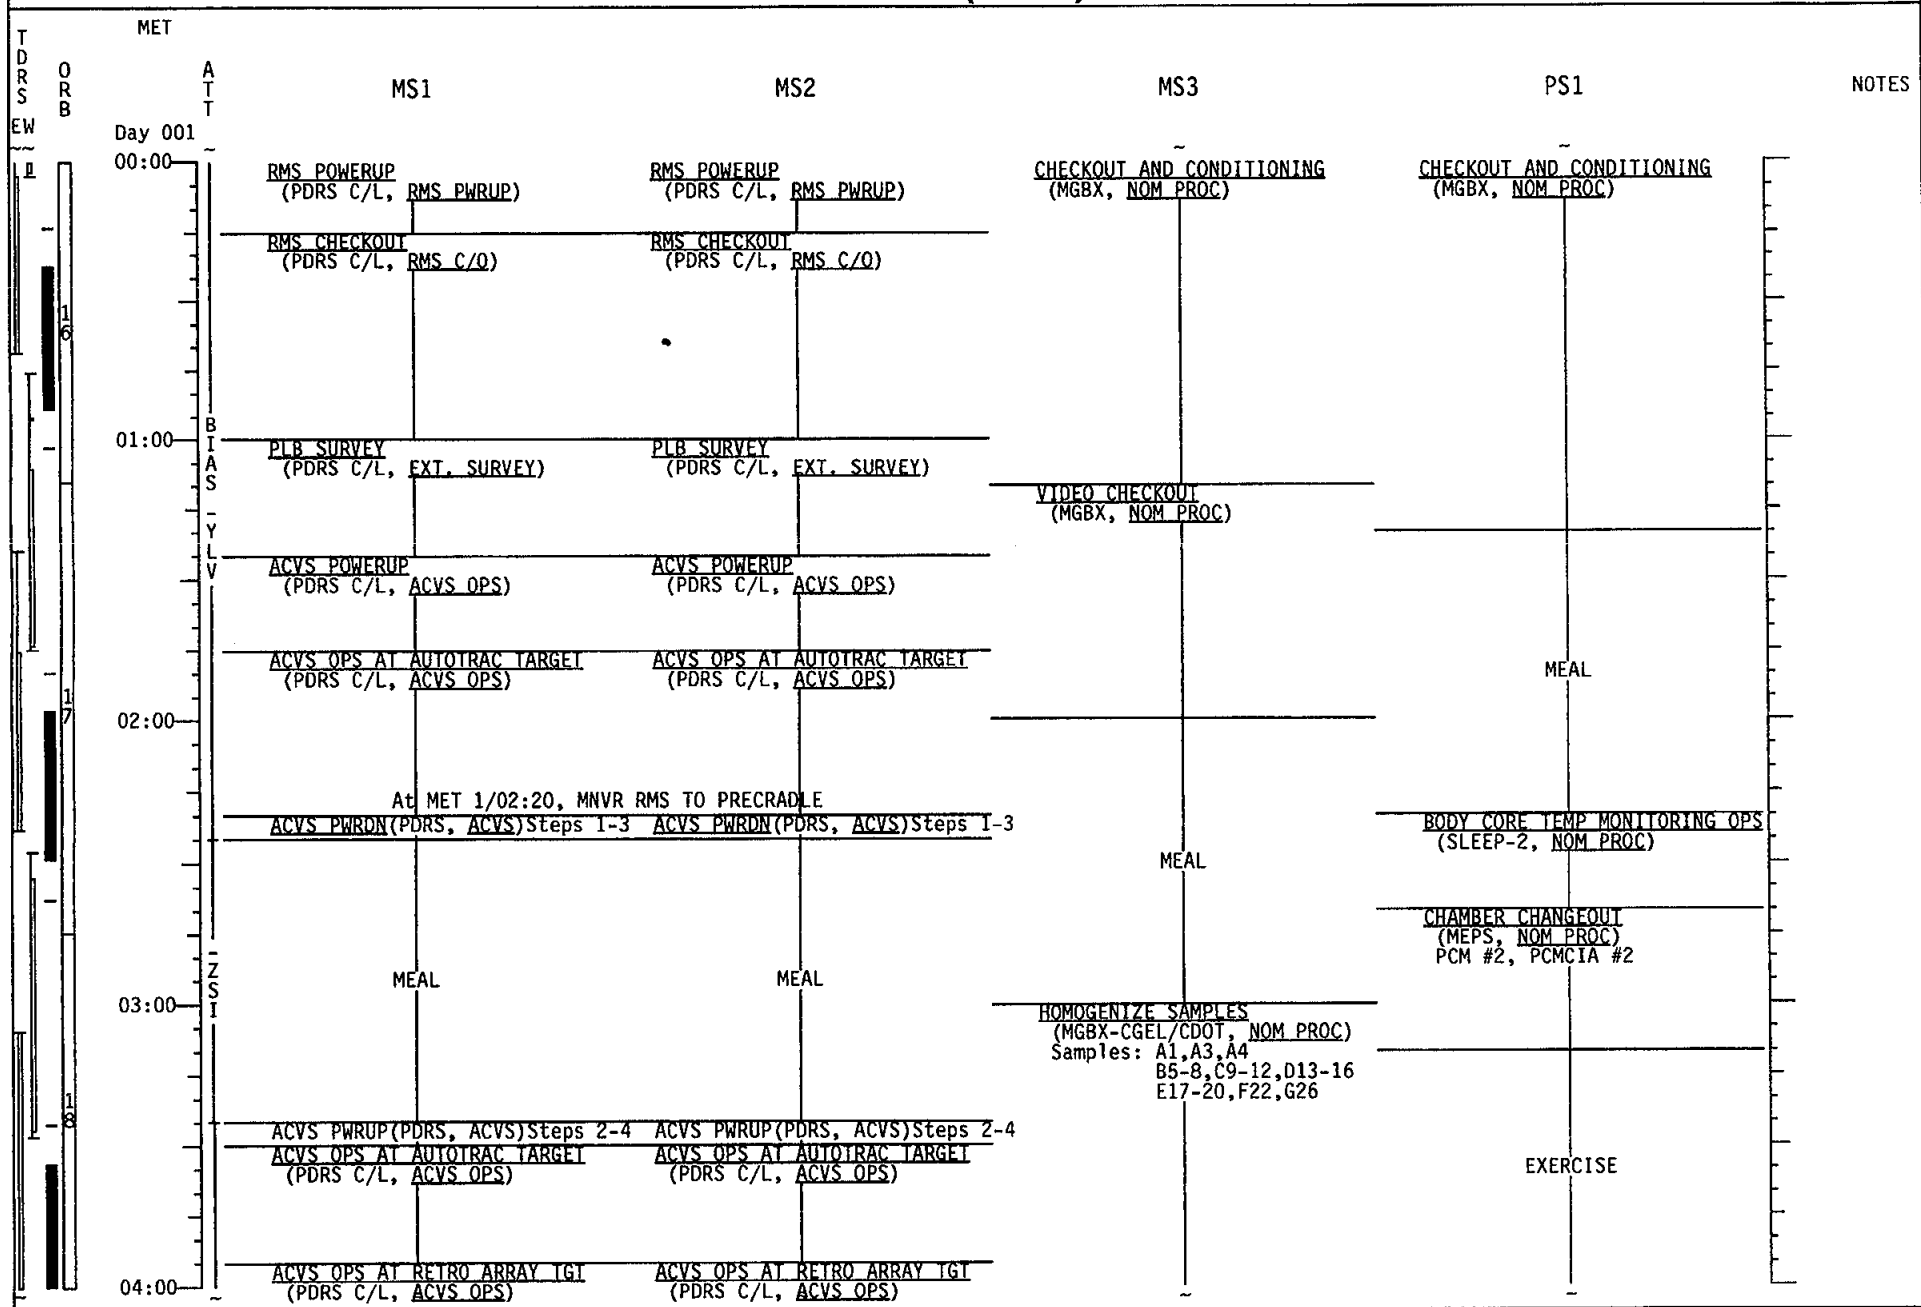 MET
TDRS
ORB
ATT
MS1
MS2
MS3
PS1
NOTES
EW
Day 001
00:00
RMS POWERUP
(PDRS C/L, RMS PWRUP)
RMS POWERUP
(PDRS C/L, RMS PWRUP)
CHECKOUT AND CONDITIONING
(MGBX, NOM PROC)
CHECKOUT AND CONDITIONING
(MGBX, NOM PROC)
RMS CHECKOUT
(PDRS C/L, RMS C/O)
RMS CHECKOUT
(PDRS C/L, RMS C/O)
16
01:00
BIAS -YLV
PLB SURVEY
(PDRS C/L, EXT. SURVEY)
PLB SURVEY
(PDRS C/L, EXT. SURVEY)
VIDEO CHECKOUT
(MGBX, NOM PROC)
ACVS POWERUP
(PDRS C/L, ACVS OPS)
ACVS POWERUP
(PDRS C/L, ACVS OPS)
ACVS OPS AT AUTOTRAC TARGET
(PDRS C/L, ACVS OPS)
ACVS OPS AT AUTOTRAC TARGET
(PDRS C/L, ACVS OPS)
MEAL
17
02:00
At MET 1/02:20, MNVR RMS TO PRECRADLE
ACVS PWRDN(PDRS, ACVS)Steps 1-3
ACVS PWRDN(PDRS, ACVS)Steps 1-3
BODY CORE TEMP MONITORING OPS
(SLEEP-2, NOM PROC)
MEAL
CHAMBER CHANGEOUT
(MEPS, NOM PROC)
PCM #2, PCMCIA #2
-ZSI
MEAL
MEAL
03:00
HOMOGENIZE SAMPLES
(MGBX-CGEL/CDOT, NOM PROC)
Samples: A1,A3,A4
B5-8,C9-12,D13-16
E17-20,F22,G26
18
ACVS PWRUP(PDRS, ACVS)Steps 2-4
ACVS PWRUP(PDRS, ACVS)Steps 2-4
ACVS OPS AT AUTOTRAC TARGET
(PDRS C/L, ACVS OPS)
ACVS OPS AT AUTOTRAC TARGET
(PDRS C/L, ACVS OPS)
EXERCISE
ACVS OPS AT RETRO ARRAY TGT
(PDRS C/L, ACVS OPS)
ACVS OPS AT RETRO ARRAY TGT
(PDRS C/L, ACVS OPS)
04:00